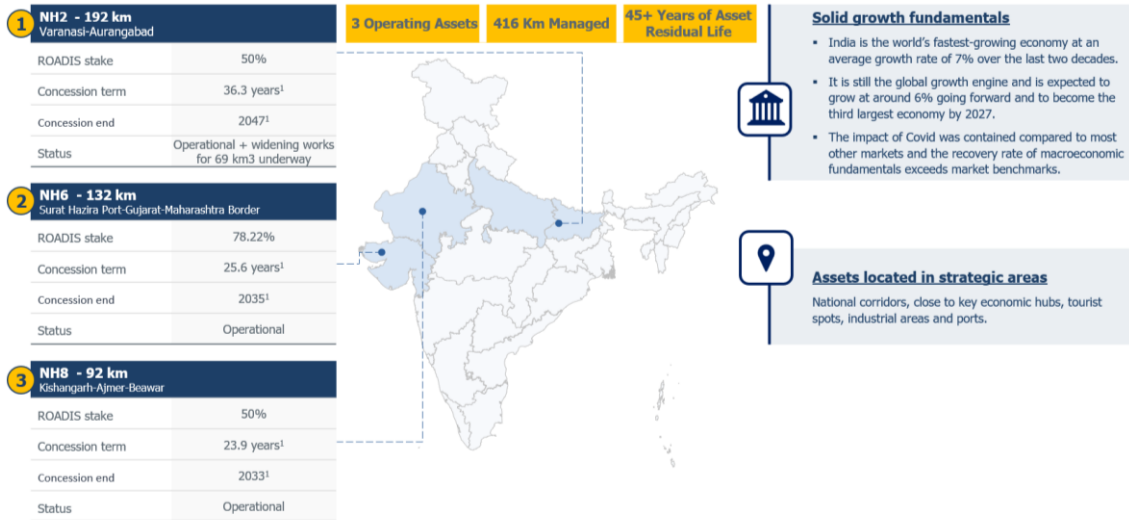 1
NH2 - 192 km
Varanasi-Aurangabad
ROADIS stake 50%
Concession term 36.3 years¹
Concession end 2047¹
Status Operational + widening works
for 69 km3 underway
2
NH6 - 132 km
Surat Hazira Port-Gujarat-Maharashtra Border
ROADIS stake 78.22%
Concession term 25.6 years¹
Concession end 2035¹
Status Operational
3
NH8 - 92 km
Kishangarh-Ajmer-Beawar
ROADIS stake 50%
Concession term 23.9 years¹
Concession end 2033¹
Status Operational
3 Operating Assets
416 Km Managed
45+ Years of Asset
Residual Life
Solid growth fundamentals
▪ India is the world's fastest-growing economy at an
average growth rate of 7% over the last two decades.
▪ It is still the global growth engine and is expected to
grow at around 6% going forward and to become the
third largest economy by 2027.
▪ The impact of Covid was contained compared to most
other markets and the recovery rate of macroeconomic
fundamentals exceeds market benchmarks.
Assets located in strategic areas
National corridors, close to key economic hubs, tourist
spots, industrial areas and ports.